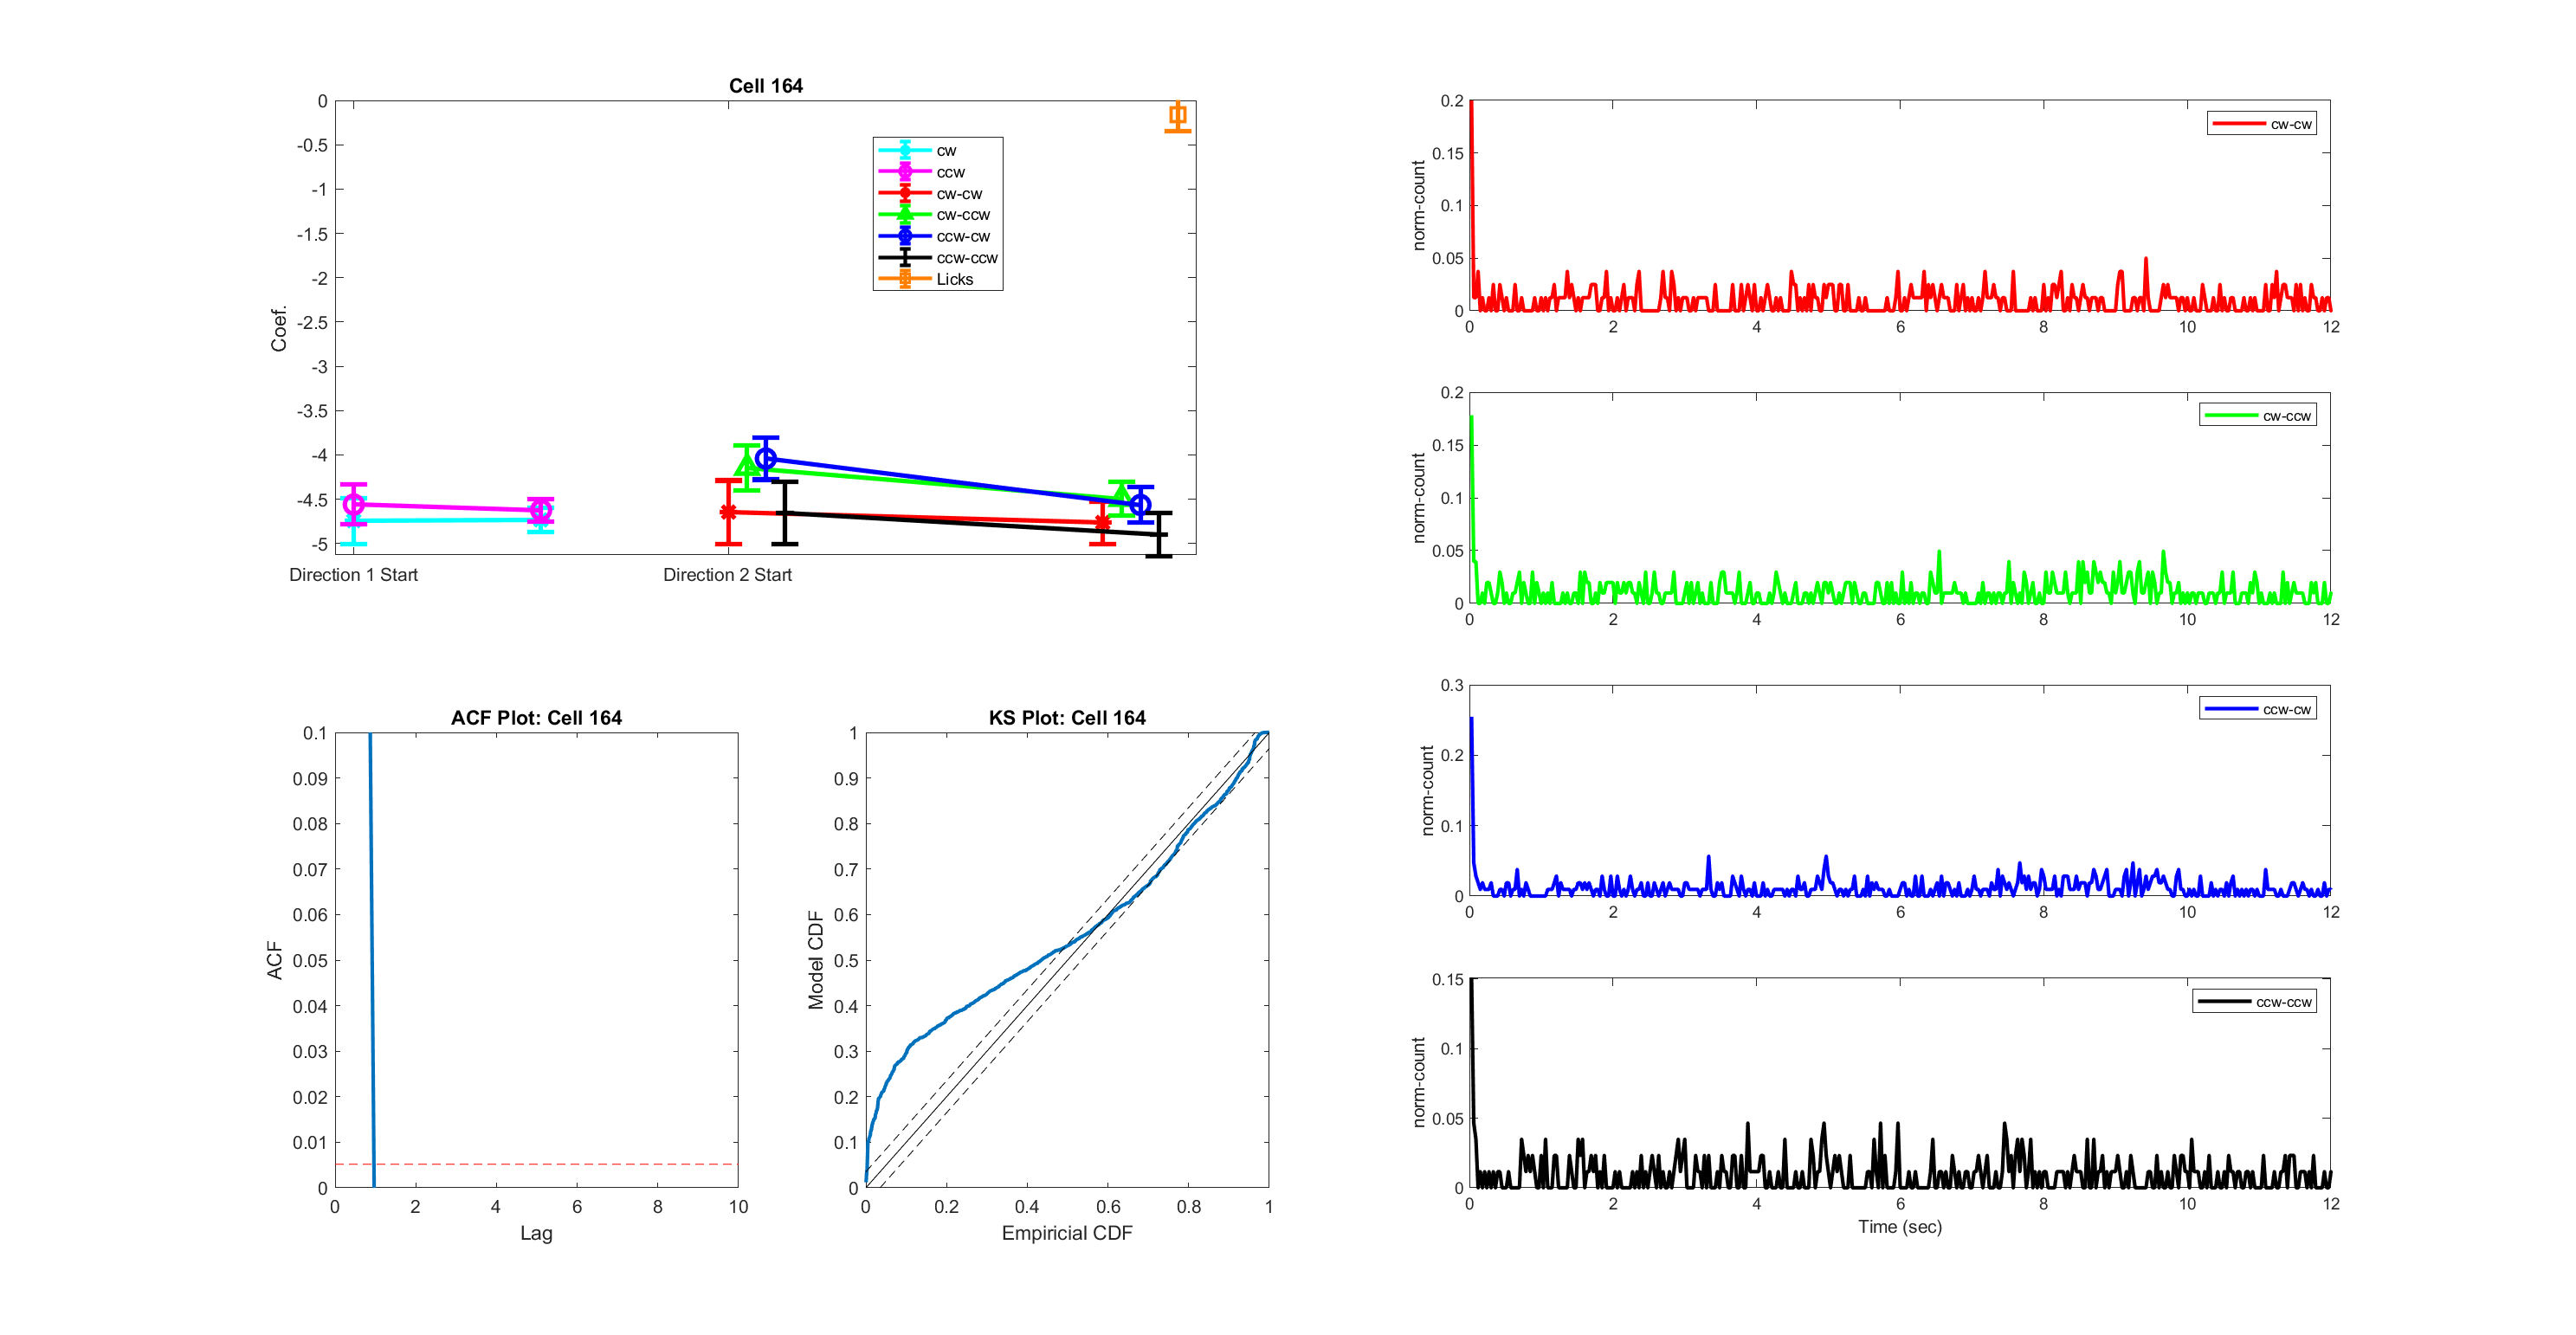 Cell 164
0
-0.5
-1
-1.5
-2
-2.5
-3
-3.5
-4
-4.5
-5
Coef.
Direction 1 Start
Direction 2 Start
cw
ccw
cw-cw
cw-ccw
ccw-cw
ccw-ccw
Licks
ACF Plot: Cell 164
0.1
0.09
0.08
0.07
0.06
0.05
0.04
0.03
0.02
0.01
0
ACF
0 2 4 6 8 10
Lag
KS Plot: Cell 164
1
0.9
0.8
0.7
0.6
0.5
0.4
0.3
0.2
0.1
0
Model CDF
0 0.2 0.4 0.6 0.8 1
Empiricial CDF
0.2
0.15
0.1
0.05
0
norm-count
cw-cw
0 2 4 6 8 10 12
0.2
0.15
0.1
0.05
0
norm-count
cw-ccw
0 2 4 6 8 10 12
0.3
0.2
0.1
0
norm-count
ccw-cw
0 2 4 6 8 10 12
0.15
0.1
0.05
0
norm-count
ccw-ccw
0 2 4 6 8 10 12
Time (sec)